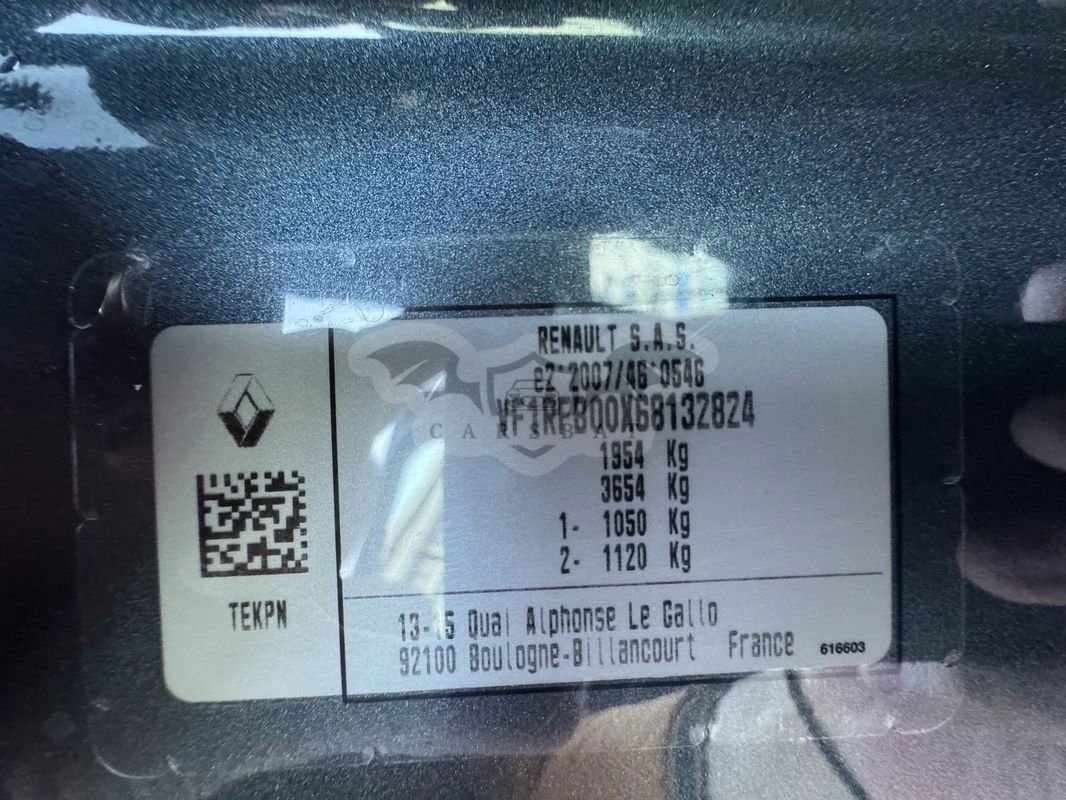 RENAULT S.A.S.
e2*2007/46*0546
VF1RFB00X68132824
CARSBAT
1954 Kg
3654 Kg
1- 1050 Kg
2- 1120 Kg
TEKPN
13-15 Quai Alphonse Le Gallo
92100 Boulogne-Billancourt France
616603